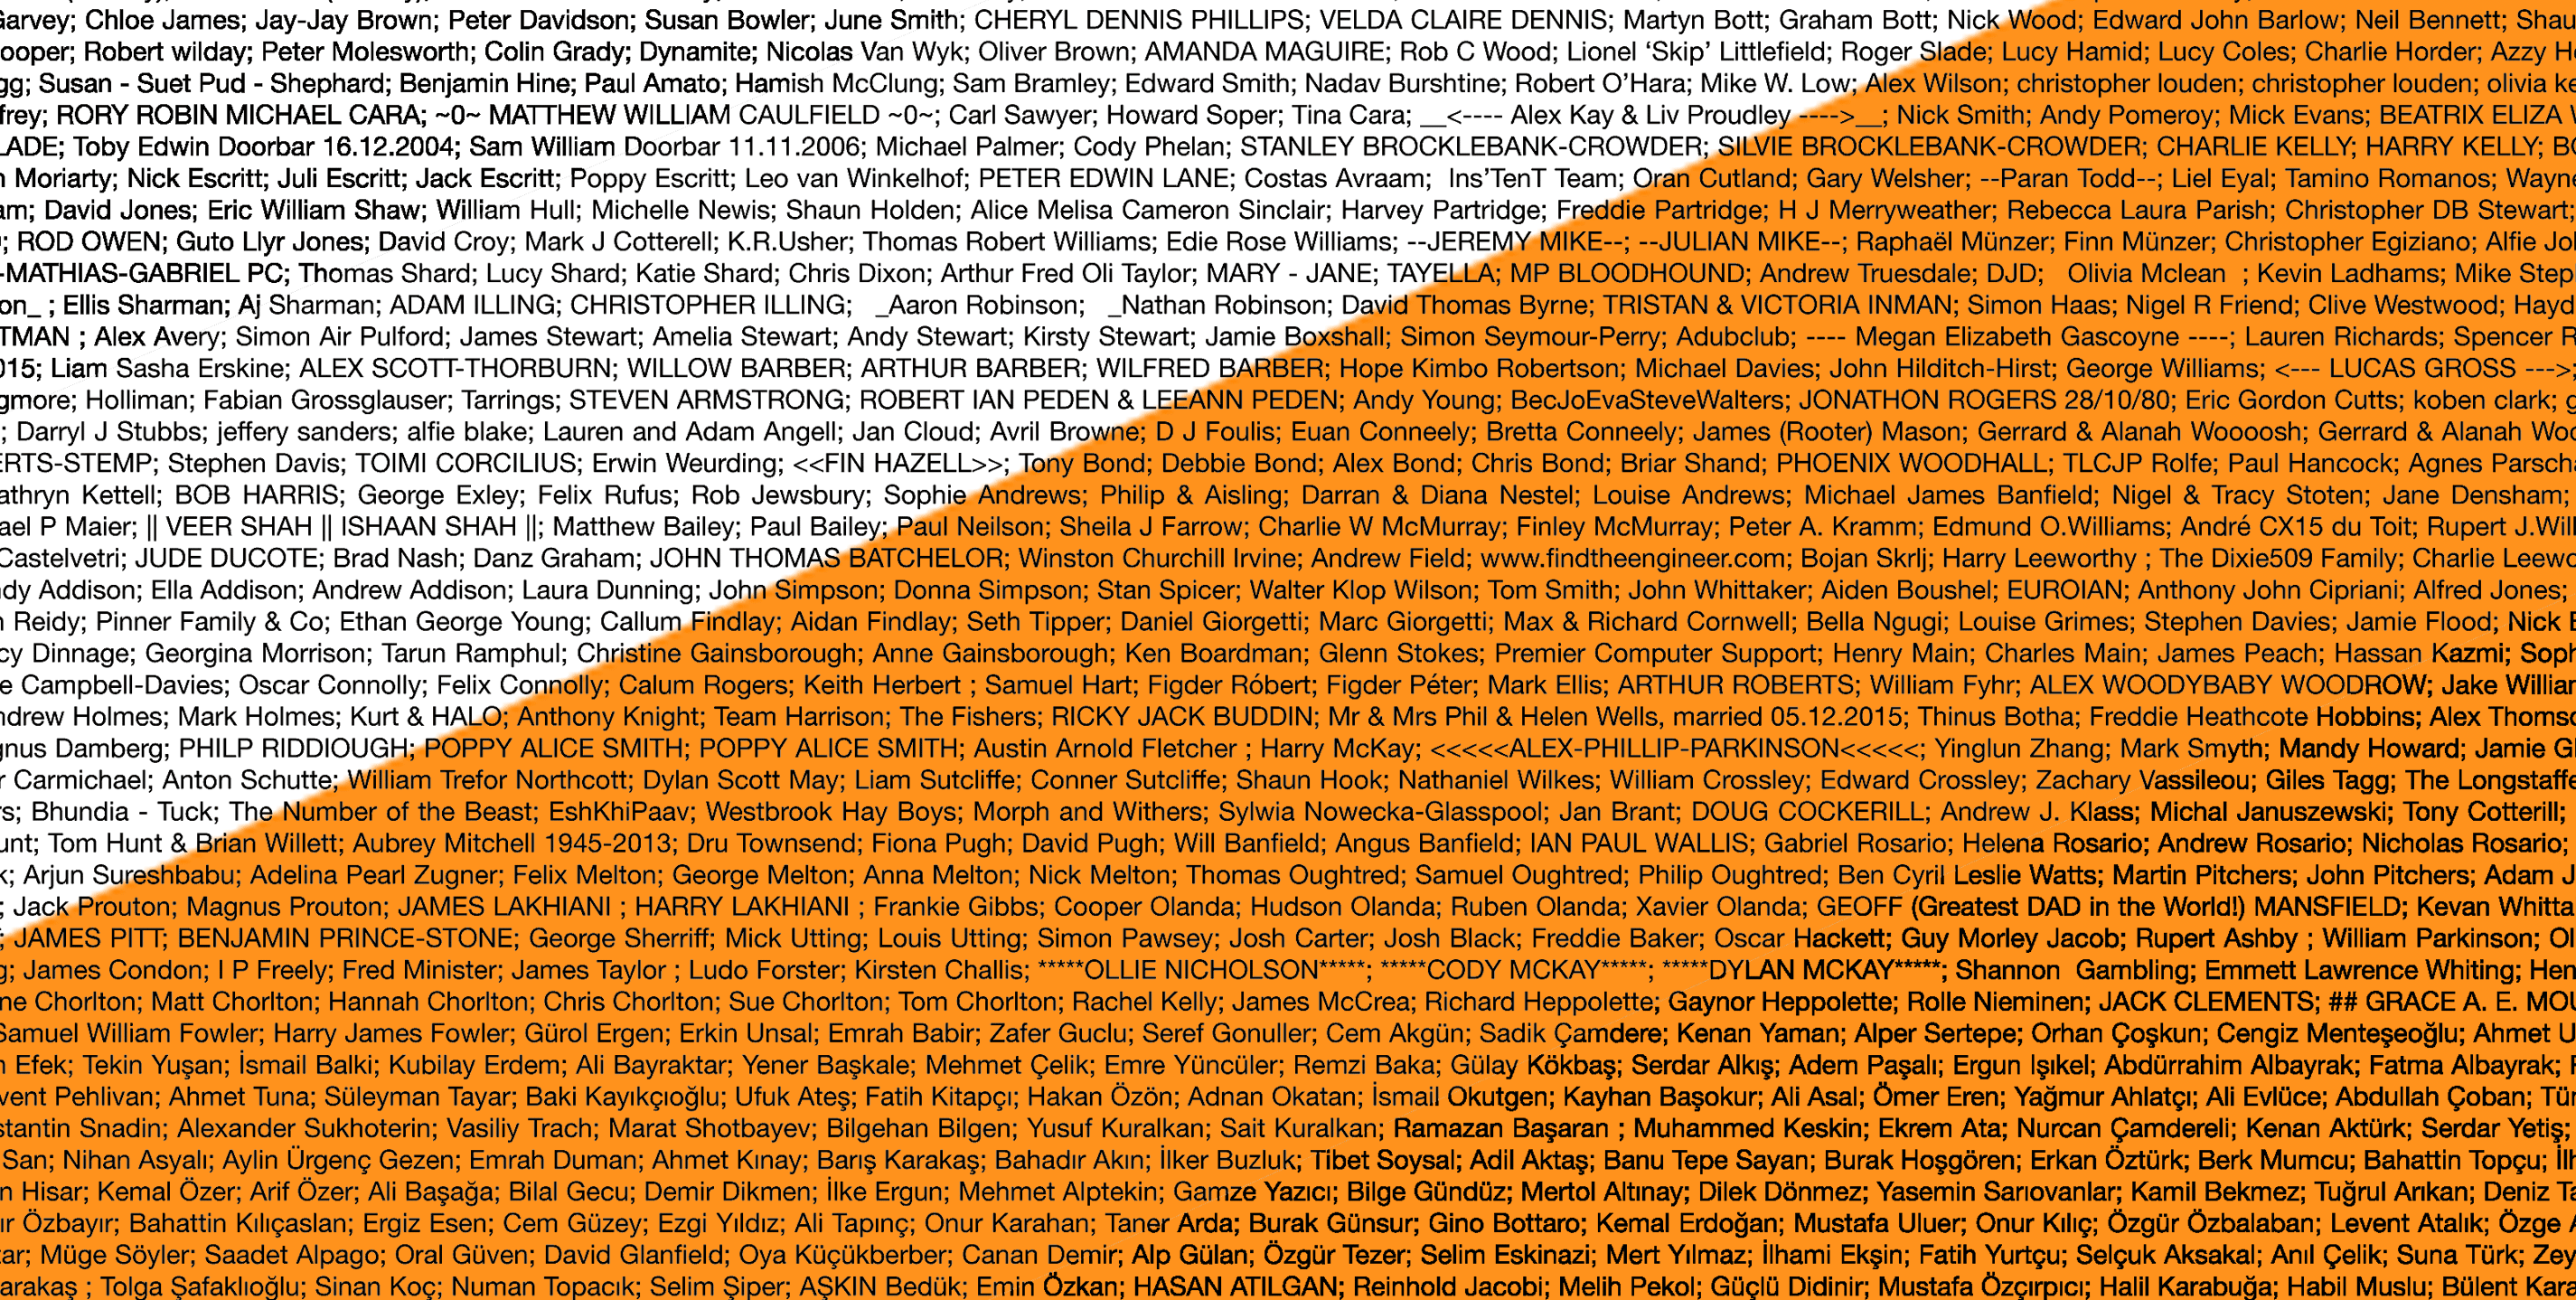 Garvey; Chloe James; Jay-Jay Brown; Peter Davidson; Susan Bowler; June Smith; CHERYL DENNIS PHILLIPS; VELDA CLAIRE DENNIS; Martyn Bott; Graham Bott; Nick Wood; Edward John Barlow; Neil Bennett; Shau
ooper; Robert wilday; Peter Molesworth; Colin Grady; Dynamite; Nicolas Van Wyk; Oliver Brown; AMANDA MAGUIRE; Rob C Wood; Lionel ‘Skip’ Littlefield; Roger Slade; Lucy Hamid; Lucy Coles; Charlie Horder; Azzy H
gg; Susan - Suet Pud - Shephard; Benjamin Hine; Paul Amato; Hamish McClung; Sam Bramley; Edward Smith; Nadav Burshtine; Robert O’Hara; Mike W. Low; Alex Wilson; christopher louden; christopher louden; olivia ke
frey; RORY ROBIN MICHAEL CARA; ~0~ MATTHEW WILLIAM CAULFIELD ~0~; Carl Sawyer; Howard Soper; Tina Cara; __<---- Alex Kay & Liv Proudley ---->__; Nick Smith; Andy Pomeroy; Mick Evans; BEATRIX ELIZA
LADE; Toby Edwin Doorbar 16.12.2004; Sam William Doorbar 11.11.2006; Michael Palmer; Cody Phelan; STANLEY BROCKLEBANK-CROWDER; SILVIE BROCKLEBANK-CROWDER; CHARLIE KELLY; HARRY KELLY; BO
n Moriarty; Nick Escritt; Juli Escritt; Jack Escritt; Poppy Escritt; Leo van Winkelhof; PETER EDWIN LANE; Costas Avraam; Ins’TenT Team; Oran Cutland; Gary Welsher; --Paran Todd--; Liel Eyal; Tamino Romanos; Wayne
am; David Jones; Eric William Shaw; William Hull; Michelle Newis; Shaun Holden; Alice Melisa Cameron Sinclair; Harvey Partridge; Freddie Partridge; H J Merryweather; Rebecca Laura Parish; Christopher DB Stewart;
; ROD OWEN; Guto Llyr Jones; David Croy; Mark J Cotterell; K.R.Usher; Thomas Robert Williams; Edie Rose Williams; --JEREMY MIKE--; --JULIAN MIKE--; Raphaël Münzer; Finn Münzer; Christopher Egiziano; Alfie Jo
-MATHIAS-GABRIEL PC; Thomas Shard; Lucy Shard; Katie Shard; Chris Dixon; Arthur Fred Oli Taylor; MARY - JANE; TAYELLA; MP BLOODHOUND; Andrew Truesdale; DJD; Olivia Mclean ; Kevin Ladhams; Mike Step
on_ ; Ellis Sharman; Aj Sharman; ADAM ILLING; CHRISTOPHER ILLING; _Aaron Robinson; _Nathan Robinson; David Thomas Byrne; TRISTAN & VICTORIA INMAN; Simon Haas; Nigel R Friend; Clive Westwood; Hayd
TMAN ; Alex Avery; Simon Air Pulford; James Stewart; Amelia Stewart; Andy Stewart; Kirsty Stewart; Jamie Boxshall; Simon Seymour-Perry; Adubclub; ---- Megan Elizabeth Gascoyne ----; Lauren Richards; Spencer R
015; Liam Sasha Erskine; ALEX SCOTT-THORBURN; WILLOW BARBER; ARTHUR BARBER; WILFRED BARBER; Hope Kimbo Robertson; Michael Davies; John Hilditch-Hirst; George Williams; <--- LUCAS GROSS --->;
gmore; Holliman; Fabian Grossglauser; Tarrings; STEVEN ARMSTRONG; ROBERT IAN PEDEN & LEEANN PEDEN; Andy Young; BecJoEvaSteveWalters; JONATHON ROGERS 28/10/80; Eric Gordon Cutts; koben clark; g
; Darryl J Stubbs; jeffery sanders; alfie blake; Lauren and Adam Angell; Jan Cloud; Avril Browne; D J Foulis; Euan Conneely; Bretta Conneely; James (Rooter) Mason; Gerrard & Alanah Woooosh; Gerrard & Alanah Woo
ERTS-STEMP; Stephen Davis; TOIMI CORCILIUS; Erwin Weurding; <<FIN HAZELL>>; Tony Bond; Debbie Bond; Alex Bond; Chris Bond; Briar Shand; PHOENIX WOODHALL; TLCJP Rolfe; Paul Hancock; Agnes Parscha
athryn Kettell; BOB HARRIS; George Exley; Felix Rufus; Rob Jewsbury; Sophie Andrews; Philip & Aisling; Darran & Diana Nestel; Louise Andrews; Michael James Banfield; Nigel & Tracy Stoten; Jane Densham;
ael P Maier; || VEER SHAH || ISHAAN SHAH ||; Matthew Bailey; Paul Bailey; Paul Neilson; Sheila J Farrow; Charlie W McMurray; Finley McMurray; Peter A. Kramm; Edmund O.Williams; André CX15 du Toit; Rupert J.Will
Castelvetri; JUDE DUCOTE; Brad Nash; Danz Graham; JOHN THOMAS BATCHELOR; Winston Churchill Irvine; Andrew Field; www.findtheengineer.com; Bojan Skrlj; Harry Leeworthy ; The Dixie509 Family; Charlie Leewo
dy Addison; Ella Addison; Andrew Addison; Laura Dunning; John Simpson; Donna Simpson; Stan Spicer; Walter Klop Wilson; Tom Smith; John Whittaker; Aiden Boushel; EUROIAN; Anthony John Cipriani; Alfred Jones;
n Reidy; Pinner Family & Co; Ethan George Young; Callum Findlay; Aidan Findlay; Seth Tipper; Daniel Giorgetti; Marc Giorgetti; Max & Richard Cornwell; Bella Ngugi; Louise Grimes; Stephen Davies; Jamie Flood; Nick B
cy Dinnage; Georgina Morrison; Tarun Ramphul; Christine Gainsborough; Anne Gainsborough; Ken Boardman; Glenn Stokes; Premier Computer Support; Henry Main; Charles Main; James Peach; Hassan Kazmi; Soph
e Campbell-Davies; Oscar Connolly; Felix Connolly; Calum Rogers; Keith Herbert ; Samuel Hart; Figder Róbert; Figder Péter; Mark Ellis; ARTHUR ROBERTS; William Fyhr; ALEX WOODYBABY WOODROW; Jake William
ndrew Holmes; Mark Holmes; Kurt & HALO; Anthony Knight; Team Harrison; The Fishers; RICKY JACK BUDDIN; Mr & Mrs Phil & Helen Wells, married 05.12.2015; Thinus Botha; Freddie Heathcote Hobbins; Alex Thomso
gnus Damberg; PHILP RIDDIOUGH; POPPY ALICE SMITH; POPPY ALICE SMITH; Austin Arnold Fletcher ; Harry McKay; <<<<<ALEX-PHILLIP-PARKINSON<<<<<; Yinglun Zhang; Mark Smyth; Mandy Howard; Jamie G
r Carmichael; Anton Schutte; William Trefor Northcott; Dylan Scott May; Liam Sutcliffe; Conner Sutcliffe; Shaun Hook; Nathaniel Wilkes; William Crossley; Edward Crossley; Zachary Vassileou; Giles Tagg; The Longstaffe
rs; Bhundia - Tuck; The Number of the Beast; EshKhiPaav; Westbrook Hay Boys; Morph and Withers; Sylwia Nowecka-Glasspool; Jan Brant; DOUG COCKERILL; Andrew J. Klass; Michal Januszewski; Tony Cotterill;
unt; Tom Hunt & Brian Willett; Aubrey Mitchell 1945-2013; Dru Townsend; Fiona Pugh; David Pugh; Will Banfield; Angus Banfield; IAN PAUL WALLIS; Gabriel Rosario; Helena Rosario; Andrew Rosario; Nicholas Rosario;
k; Arjun Sureshbabu; Adelina Pearl Zugner; Felix Melton; George Melton; Anna Melton; Nick Melton; Thomas Oughtred; Samuel Oughtred; Philip Oughtred; Ben Cyril Leslie Watts; Martin Pitchers; John Pitchers; Adam J
; Jack Prouton; Magnus Prouton; JAMES LAKHIANI ; HARRY LAKHIANI ; Frankie Gibbs; Cooper Olanda; Hudson Olanda; Ruben Olanda; Xavier Olanda; GEOFF (Greatest DAD in the World!) MANSFIELD; Kevan Whitta
; JAMES PITT; BENJAMIN PRINCE-STONE; George Sherriff; Mick Utting; Louis Utting; Simon Pawsey; Josh Carter; Josh Black; Freddie Baker; Oscar Hackett; Guy Morley Jacob; Rupert Ashby ; William Parkinson; Ol
g; James Condon; I P Freely; Fred Minister; James Taylor ; Ludo Forster; Kirsten Challis; *****OLLIE NICHOLSON*****; *****CODY MCKAY*****; *****DYLAN MCKAY*****; Shannon Gambling; Emmett Lawrence Whiting; Hen
ne Chorlton; Matt Chorlton; Hannah Chorlton; Chris Chorlton; Sue Chorlton; Tom Chorlton; Rachel Kelly; James McCrea; Richard Heppolette; Gaynor Heppolette; Rolle Nieminen; JACK CLEMENTS; ## GRACE A. E. MOU
Samuel William Fowler; Harry James Fowler; Gürol Ergen; Erkin Unsal; Emrah Babir; Zafer Guclu; Seref Gonuller; Cem Akgün; Sadik Çamdere; Kenan Yaman; Alper Sertepe; Orhan Çoşkun; Cengiz Menteşeoğlu; Ahmet U
n Efek; Tekin Yuşan; İsmail Balki; Kubilay Erdem; Ali Bayraktar; Yener Başkale; Mehmet Çelik; Emre Yüncüler; Remzi Baka; Gülay Kökbaş; Serdar Alkış; Adem Paşalı; Ergun Işıkel; Abdürrahim Albayrak; Fatma Albayrak;
vent Pehlivan; Ahmet Tuna; Süleyman Tayar; Baki Kayıkçıoğlu; Ufuk Ateş; Fatih Kitapçı; Hakan Özön; Adnan Okatan; İsmail Okutgen; Kayhan Başokur; Ali Asal; Ömer Eren; Yağmur Ahlatçı; Ali Evlüce; Abdullah Çoban; Tür
stantin Snadin; Alexander Sukhoterin; Vasiliy Trach; Marat Shotbayev; Bilgehan Bilgen; Yusuf Kuralkan; Sait Kuralkan; Ramazan Başaran ; Muhammed Keskin; Ekrem Ata; Nurcan Çamdereli; Kenan Aktürk; Serdar Yetiş;
San; Nihan Asyalı; Aylin Ürgenç Gezen; Emrah Duman; Ahmet Kınay; Barış Karakaş; Bahadır Akın; İlker Buzluk; Tibet Soysal; Adil Aktaş; Banu Tepe Sayan; Burak Hoşgören; Erkan Öztürk; Berk Mumcu; Bahattin Topçu; İlh
n Hisar; Kemal Özer; Arif Özer; Ali Başağa; Bilal Gecu; Demir Dikmen; İlke Ergun; Mehmet Alptekin; Gamze Yazıcı; Bilge Gündüz; Mertol Altınay; Dilek Dönmez; Yasemin Sarıovanlar; Kamil Bekmez; Tuğrul Arıkan; Deniz Ta
ır Özbayır; Bahattin Kılıçaslan; Ergiz Esen; Cem Güzey; Ezgi Yıldız; Ali Tapınç; Onur Karahan; Taner Arda; Burak Günsur; Gino Bottaro; Kemal Erdoğan; Mustafa Uluer; Onur Kılıç; Özgür Özbalaban; Levent Atalık; Özge
tar; Müge Söyler; Saadet Alpago; Oral Güven; David Glanfield; Oya Küçükberber; Canan Demir; Alp Gülan; Özgür Tezer; Selim Eskinazi; Mert Yılmaz; İlhami Ekşin; Fatih Yurtçu; Selçuk Aksakal; Anıl Çelik; Suna Türk; Zey
arakaş ; Tolga Şafaklıoğlu; Sinan Koç; Numan Topacık; Selim Şiper; AŞKIN Bedük; Emin Özkan; HASAN ATILGAN; Reinhold Jacobi; Melih Pekol; Güçlü Didinir; Mustafa Özçırpıcı; Halil Karabuğa; Habil Muslu; Bülent Kara